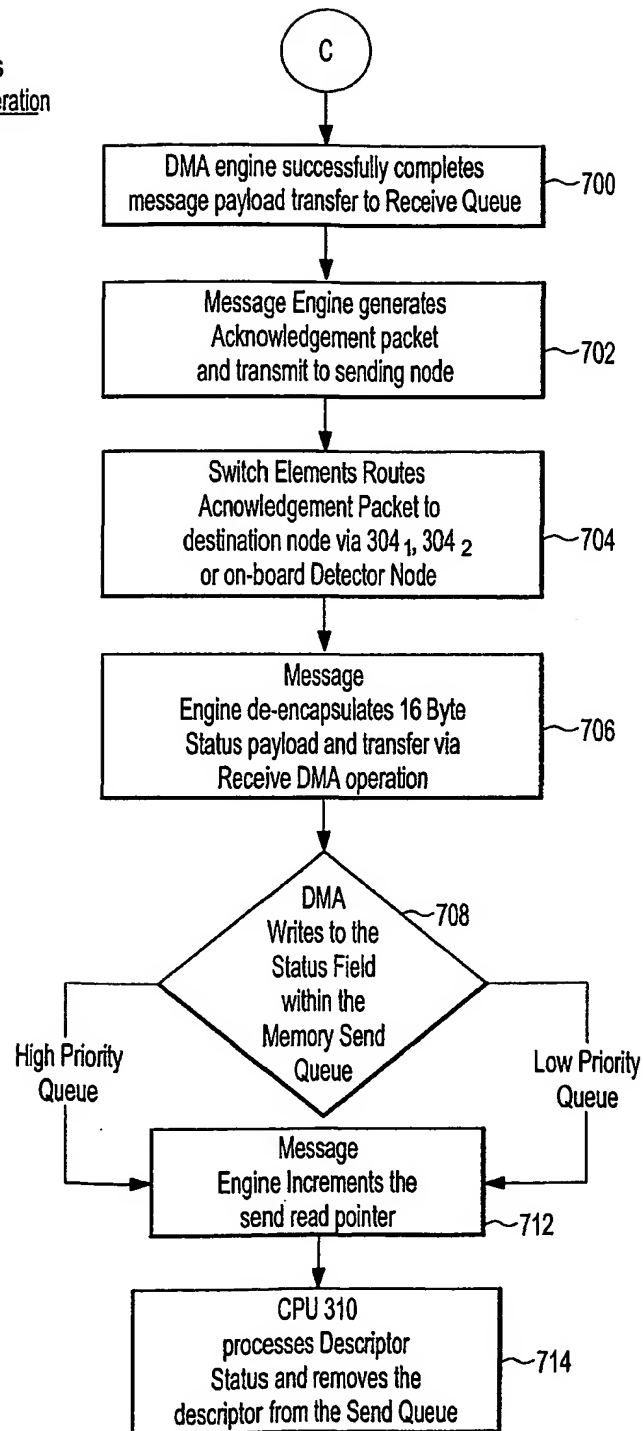 C
DMA engine successfully completes
message payload transfer to Receive Queue
700
Message Engine generates
Acknowledgement packet
and transmit to sending node
702
Switch Elements Routes
Acnowledgement Packet to
destination node via 304 1, 304 2
or on-board Detector Node
704
Message
Engine de-encapsulates 16 Byte
Status payload and transfer via
Receive DMA operation
706
DMA
Writes to the
Status Field
within the
Memory Send
Queue
708
High Priority
Queue
Low Priority
Queue
Message
Engine Increments the
send read pointer
712
CPU 310
processes Descriptor
Status and removes the
descriptor from the Send Queue
714